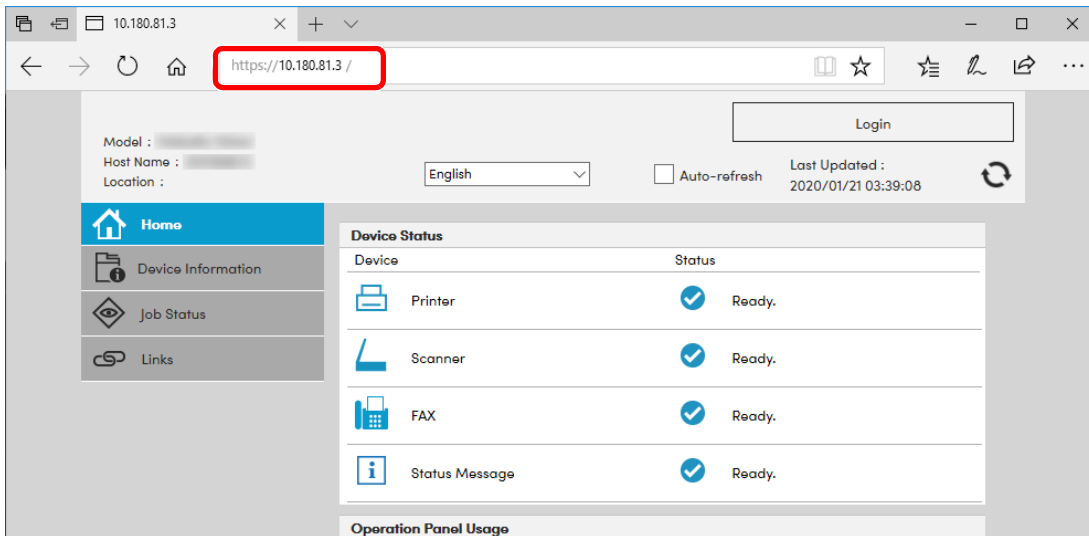 10.180.81.3
https://10.180.81.3 /
Login
Model :
Host Name :
Location :
English
Auto-refresh
Last Updated :
2020/01/21 03:39:08
Home
Device Information
Job Status
Links
Device Status
Device Status
Printer Ready.
Scanner Ready.
FAX Ready.
Status Message Ready.
Operation Panel Usage